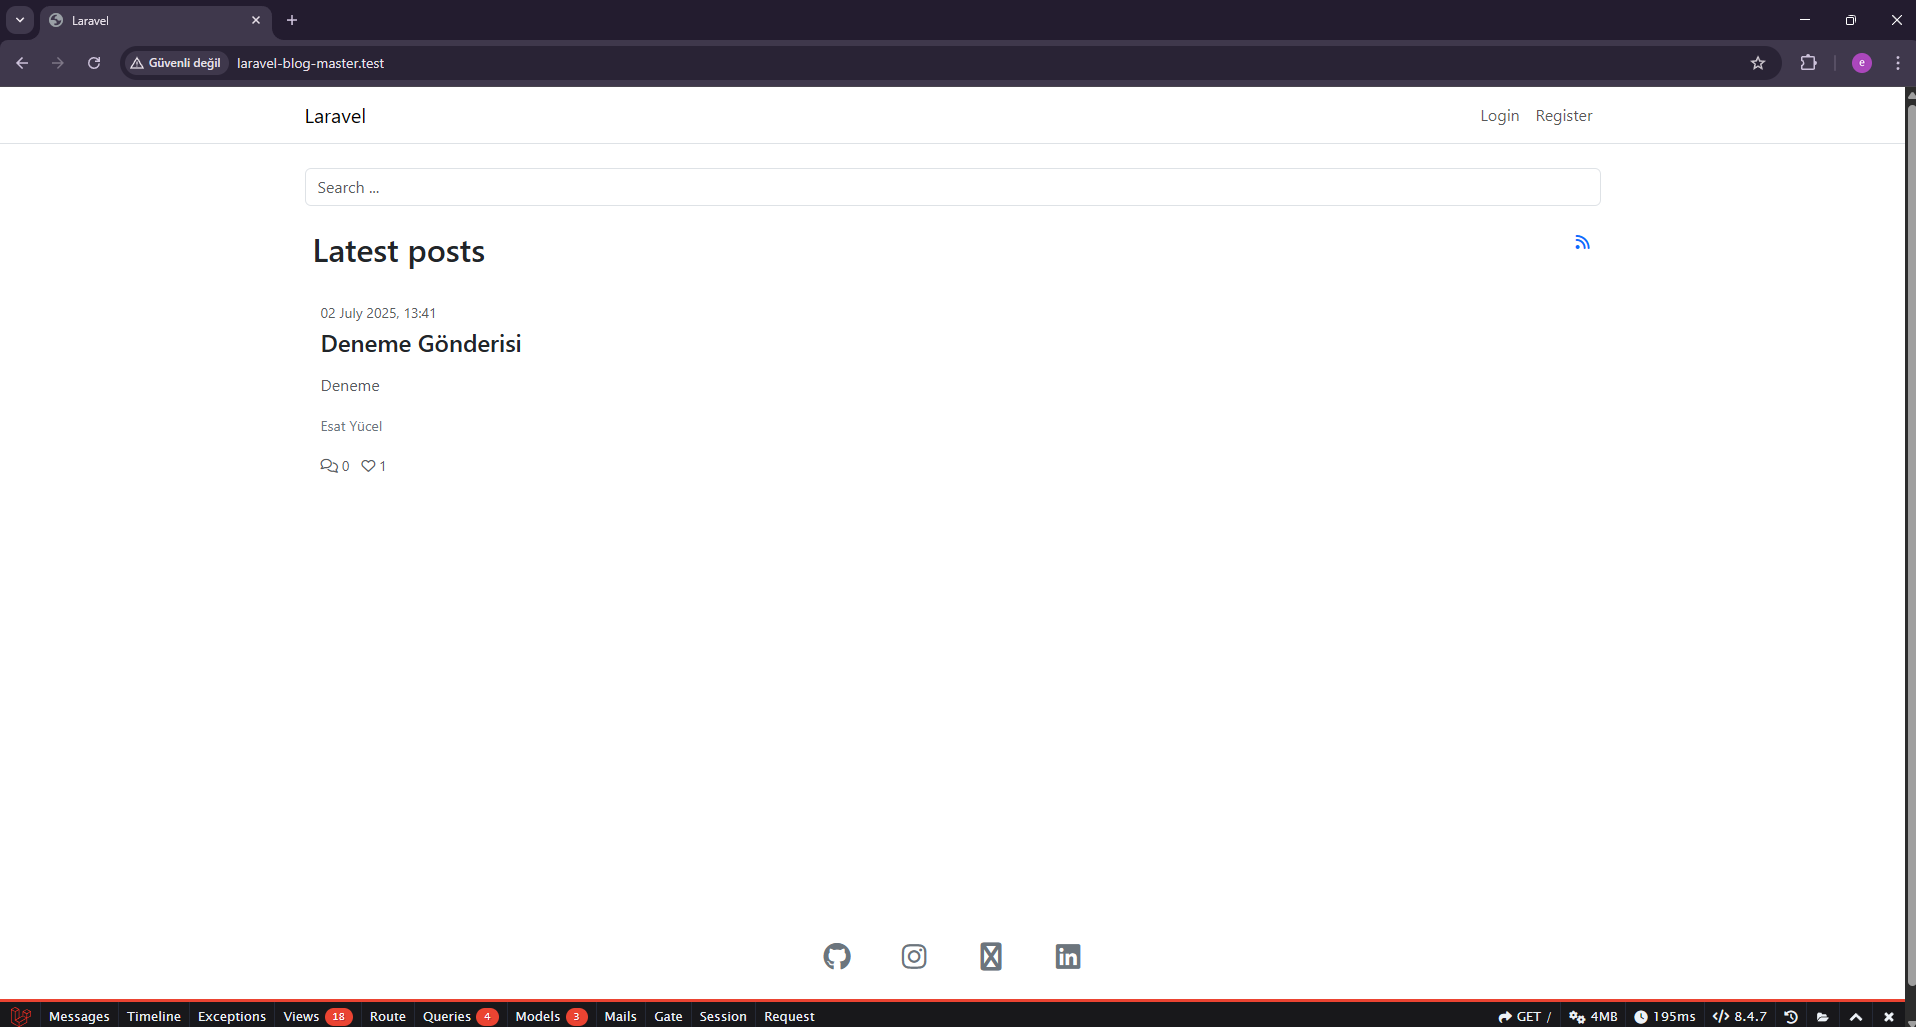 Laravel
Güvenli değil laravel-blog-master.test
e
Laravel
Login Register
Search ...
Latest posts
02 July 2025, 13:41
Deneme Gönderisi
Deneme
Esat Yücel
0 1
Messages Timeline Exceptions Views 18 Route Queries 4 Models 3 Mails Gate Session Request GET / 4MB 195ms 8.4.7